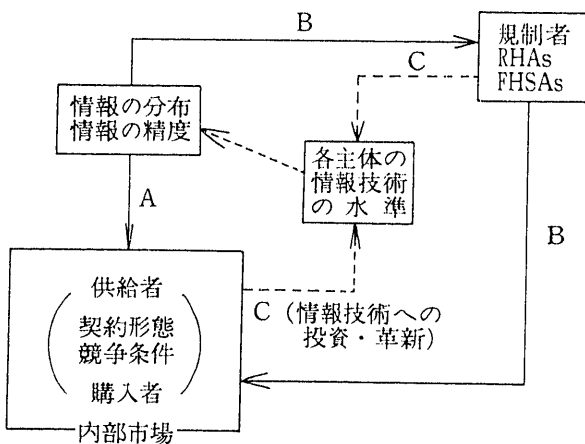 B
規制者
RHAs
FHSAs
C
情報の分布
情報の精度
各主体の
情報技術
の水準
A
B
供給者
契約形態
競争条件
購入者
内部市場
C（情報技術への
投資・革新）